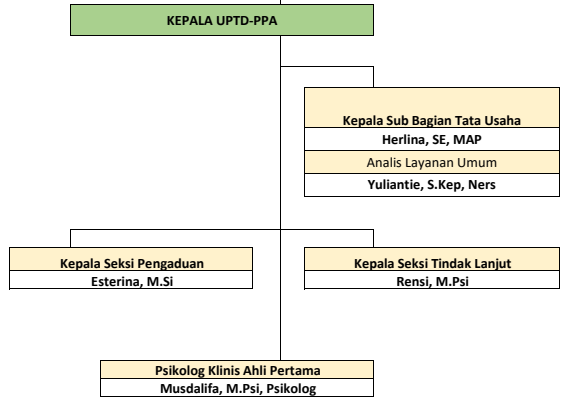 KEPALA UPTD-PPA
Kepala Sub Bagian Tata Usaha
Herlina, SE, MAP
Analis Layanan Umum
Yuliantie, S.Kep, Ners
Kepala Seksi Pengaduan
Esterina, M.Si
Kepala Seksi Tindak Lanjut
Rensi, M.Psi
Psikolog Klinis Ahli Pertama
Musdalifa, M.Psi, Psikolog